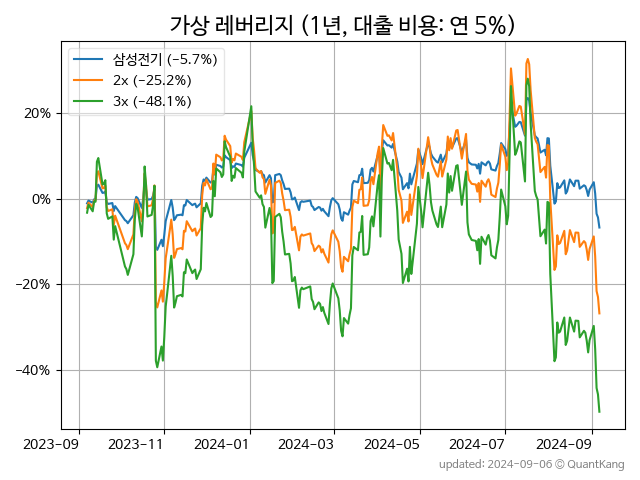 가상 레버리지 (1년, 대출 비용: 연 5%)
삼성전기 (−5.7%)
2x (−25.2%)
3x (−48.1%)
20%
0%
−20%
−40%
2023-09
2023-11
2024-01
2024-03
2024-05
2024-07
2024-09
updated: 2024-09-06 © QuantKang